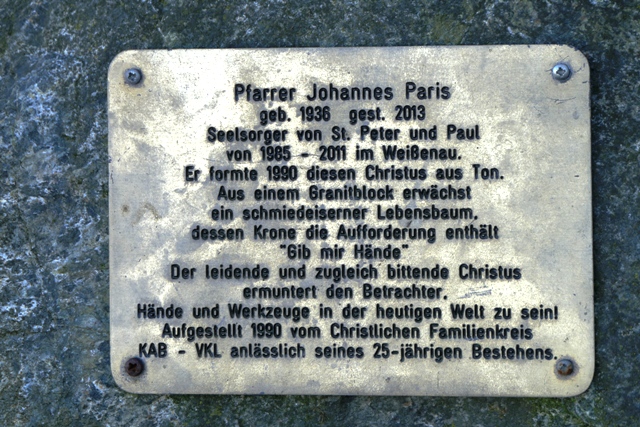 Pfarrer Johannes Paris
geb. 1936 gest. 2013
Seelsorger von St. Peter und Paul
von 1985 - 2011 im Weißenau.
Er formte 1990 diesen Christus aus Ton.
Aus einem Granitblock erwächst
ein schmiedeiserner Lebensbaum,
dessen Krone die Aufforderung enthält
"Gib mir Hände"
Der leidende und zugleich bittende Christus
ermuntert den Betrachter,
Hände und Werkzeuge in der heutigen Welt zu sein!
Aufgestellt 1990 vom Christlichen Familienkreis
KAB - VKL anlässlich seines 25-jährigen Bestehens.